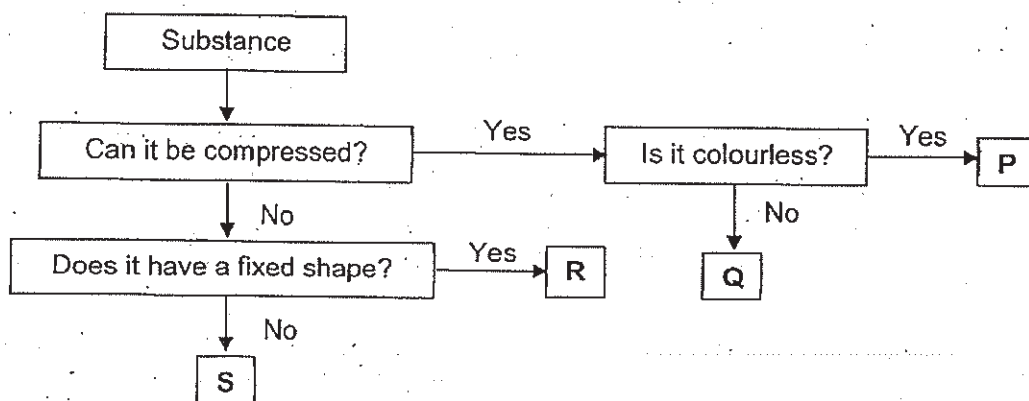 Substance
Can it be compressed?
Yes
Is it colourless?
Yes
P
No
No
Does it have a fixed shape?
Yes
R
Q
No
S